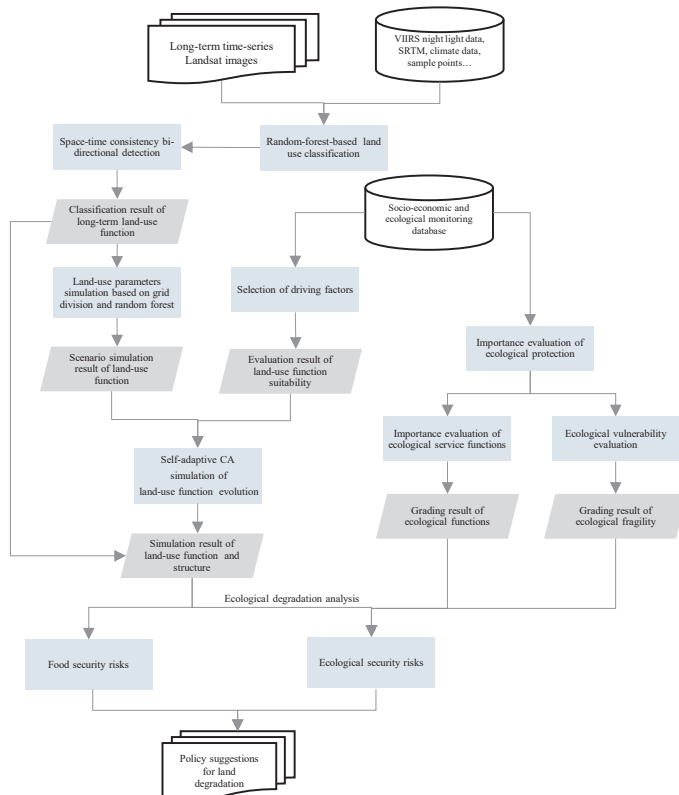 Long-term time-series
Landsat images
VIIRS night light data,
SRTM, climate data,
sample points…
Space-time consistency bi-
directional detection
Random-forest-based land
use classification
Classification result of
long-term land-use
function
Socio-economic and
ecological monitoring
database
Land-use parameters
simulation based on grid
division and random forest
Selection of driving factors
Importance evaluation of
ecological protection
Scenario simulation
result of land-use
function
Evaluation result of
land-use function
suitability
Importance evaluation of
ecological service functions
Ecological vulnerability
evaluation
Self-adaptive CA
simulation of
land-use function evolution
Grading result of
ecological functions
Grading result of
ecological fragility
Simulation result of
land-use function and
structure
Ecological degradation analysis
Food security risks
Ecological security risks
Policy suggestions
for land
degradation